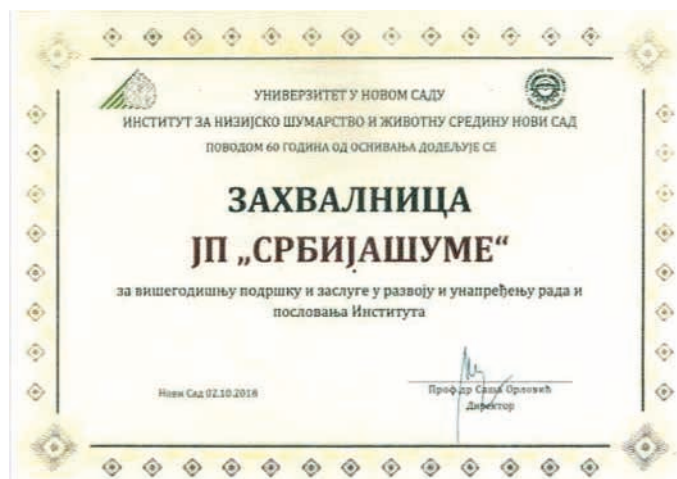 УНИВЕРЗИТЕТ У НОВОМ САДУ
ИНСТИТУТ ЗА НИЗИЈСКО ШУМАРСТВО И ЖИВОТНУ СРЕДИНУ НОВИ САД
ПОВОДОМ 60 ГОДИНА ОД ОСНИВАЊА ДОДЕЉУЈЕ СЕ
ЗАХВАЛНИЦА
ЈП „СРБИЈАШУМЕ“
за вишегодишњу подршку и заслуге у развоју и унапређењу рада и
пословања Института
Нови Сад 02.10.2018
Проф.др Саша Орловић
Директор